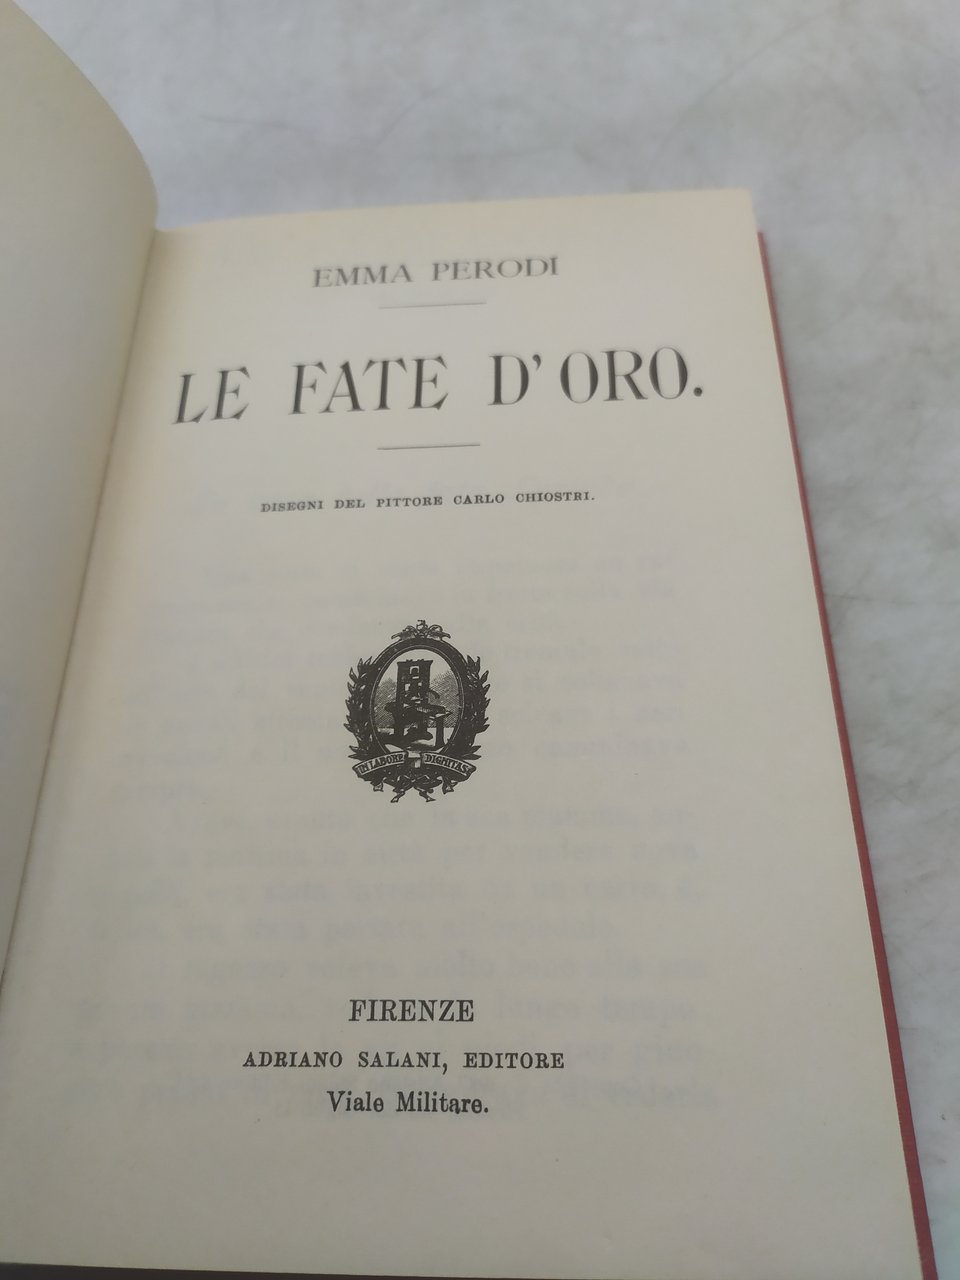 EMMA PERODI
LE FATE D'ORO.
DISEGNI DEL PITTORE CARLO CHIOSTRI.
IN LABORE DIGNITAS
FIRENZE
ADRIANO SALANI, EDITORE
Viale Militare.